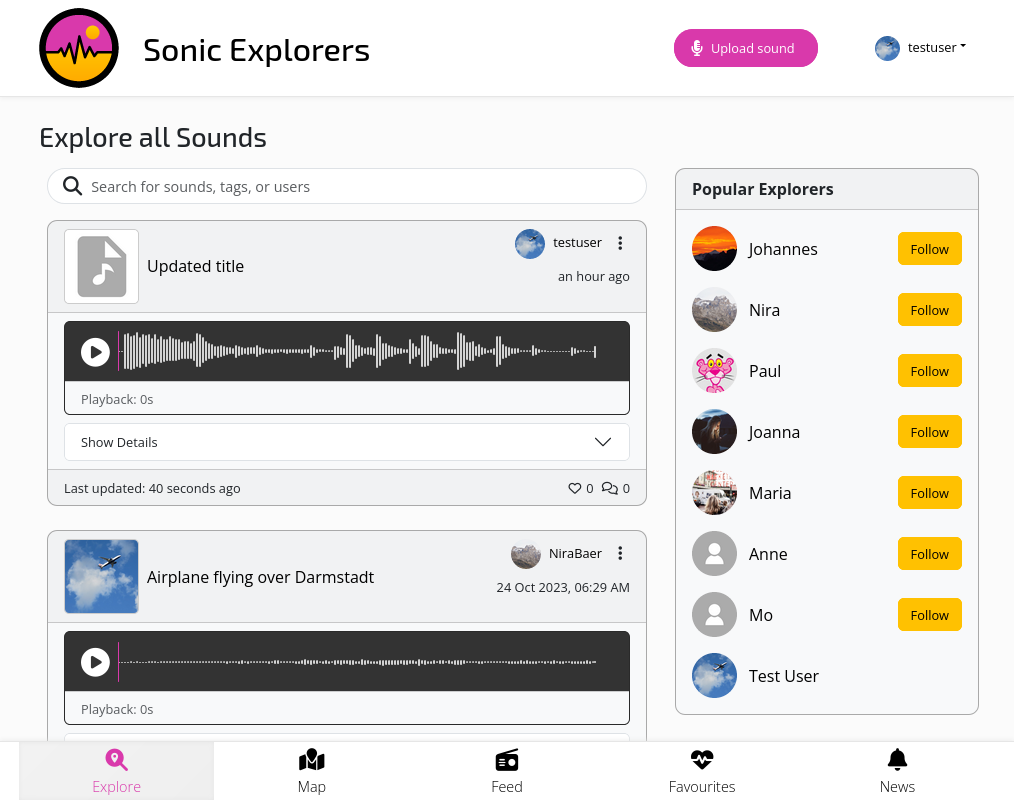 Sonic Explorers
Upload sound
testuser
Explore all Sounds
Search for sounds, tags, or users
Updated title
testuser
an hour ago
Playback: 0s
Show Details
Last updated: 40 seconds ago
0
0
Airplane flying over Darmstadt
NiraBaer
24 Oct 2023, 06:29 AM
Playback: 0s
Popular Explorers
Johannes
Follow
Nira
Follow
Paul
Follow
Joanna
Follow
Maria
Follow
Anne
Follow
Mo
Follow
Test User
Explore
Map
Feed
Favourites
News